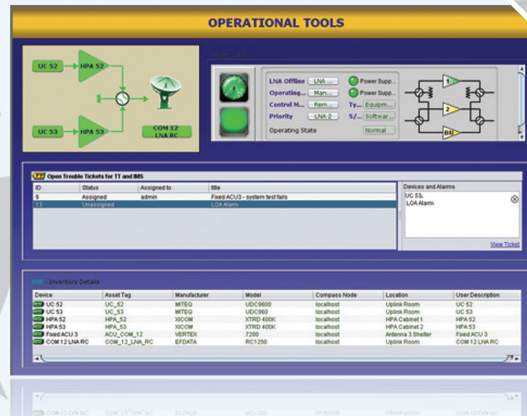 OPERATIONAL TOOLS
UC 52 HPA 52
UC 53 HPA 53 COM 12
LNA RC
LNA Offline LNA ... Power Supp..
Operating... Man... Power Supp..
Control M... Rem... Ty... Equipm...
Priority LNA 2 S/... Softwar...
Operating State Normal
1
2
Open Trouble Tickets for TT and IMS
ID Status Assigned to title
9 Assigned admin Fixed ACU3 - system test fails
13 Unassigned LOA Alarm
Devices and Alarms
UC 53,
LOA Alarm
View Ticket
Inventory Details
Device Asset Tag Manufacturer Model Compass Node Location User Description
UC 52 UC_52 MITEQ UDC9600 localhost Uplink Room UC 52
UC 53 UC_53 MITEQ UDC960 localhost Uplink Room UC 53
HPA 52 HPA_52 XICOM XTRD 400K localhost HPA Cabinet 1 HPA 52
HPA 53 HPA_53 XICOM XTRD 400K localhost HPA Cabinet 2 HPA 53
Fixed ACU 3 ACU_COM_12 VERTEX 7200 localhost Antenna 3 Shelter Fixed ACU 3
COM 12 LNA RC COM_12_LNA_RC EFDATA RC1250 localhost Uplink Room COM 12 LNA RC